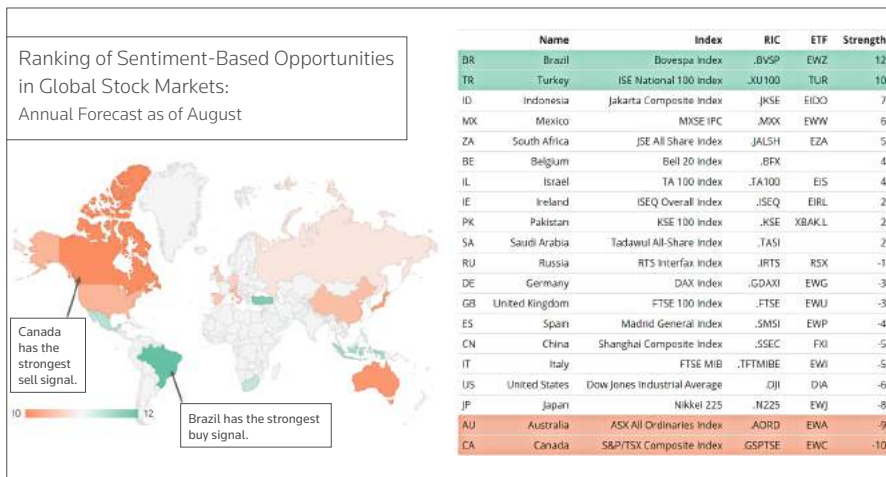 Ranking of Sentiment-Based Opportunities
in Global Stock Markets:
Annual Forecast as of August
Canada
has the
strongest
sell signal.
Brazil has the strongest
buy signal.
10 12
Name Index RIC ETF Strength
BR Brazil Bovespa Index .BVSP EWZ 12
TR Turkey ISE National 100 Index .XU100 TUR 10
ID Indonesia Jakarta Composite Index .JKSE EIDO 7
MX Mexico MXSE IPC .MXX EWW 6
ZA South Africa JSE All Share Index .JALSH EZA 5
BE Belgium Bell 20 Index .BFX 4
IL Israel TA 100 Index .TA100 EIS 4
IE Ireland ISEQ Overall Index .ISEQ EIRL 2
PK Pakistan KSE 100 Index .KSE XBAK.L 2
SA Saudi Arabia Tadawul All-Share Index .TASI 2
RU Russia RTS Interfax Index .IRTS RSX -1
DE Germany DAX Index .GDAXI EWG -3
GB United Kingdom FTSE 100 Index .FTSE EWU -3
ES Spain Madrid General Index .SMSI EWP -4
CN China Shanghai Composite Index .SSEC FXI -5
IT Italy FTSE MIB .TFTMIBE EWI -5
US United States Dow Jones Industrial Average .DJI DIA -6
JP Japan Nikkei 225 .N225 EWJ -8
AU Australia ASX All Ordinaries Index .AORD EWA -9
CA Canada S&P/TSX Composite Index .GSPTSE EWC -10